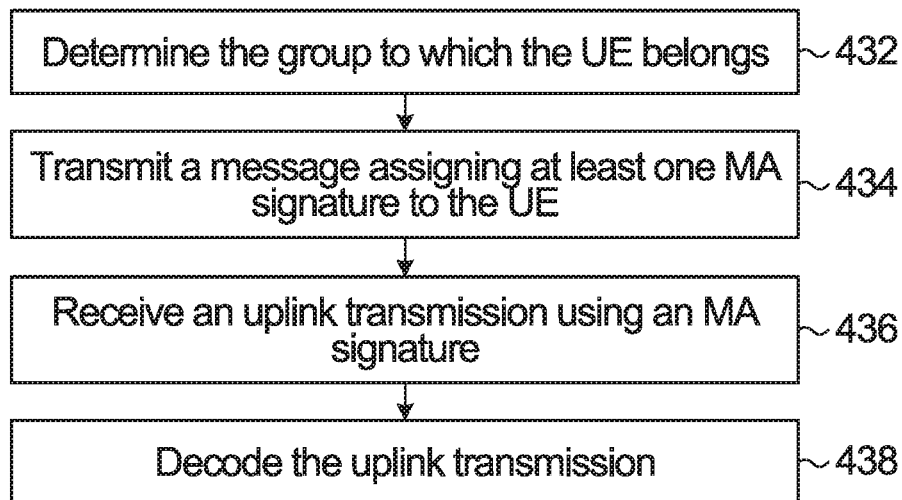 Determine the group to which the UE belongs
432
Transmit a message assigning at least one MA
signature to the UE
434
Receive an uplink transmission using an MA
signature
436
Decode the uplink transmission
438